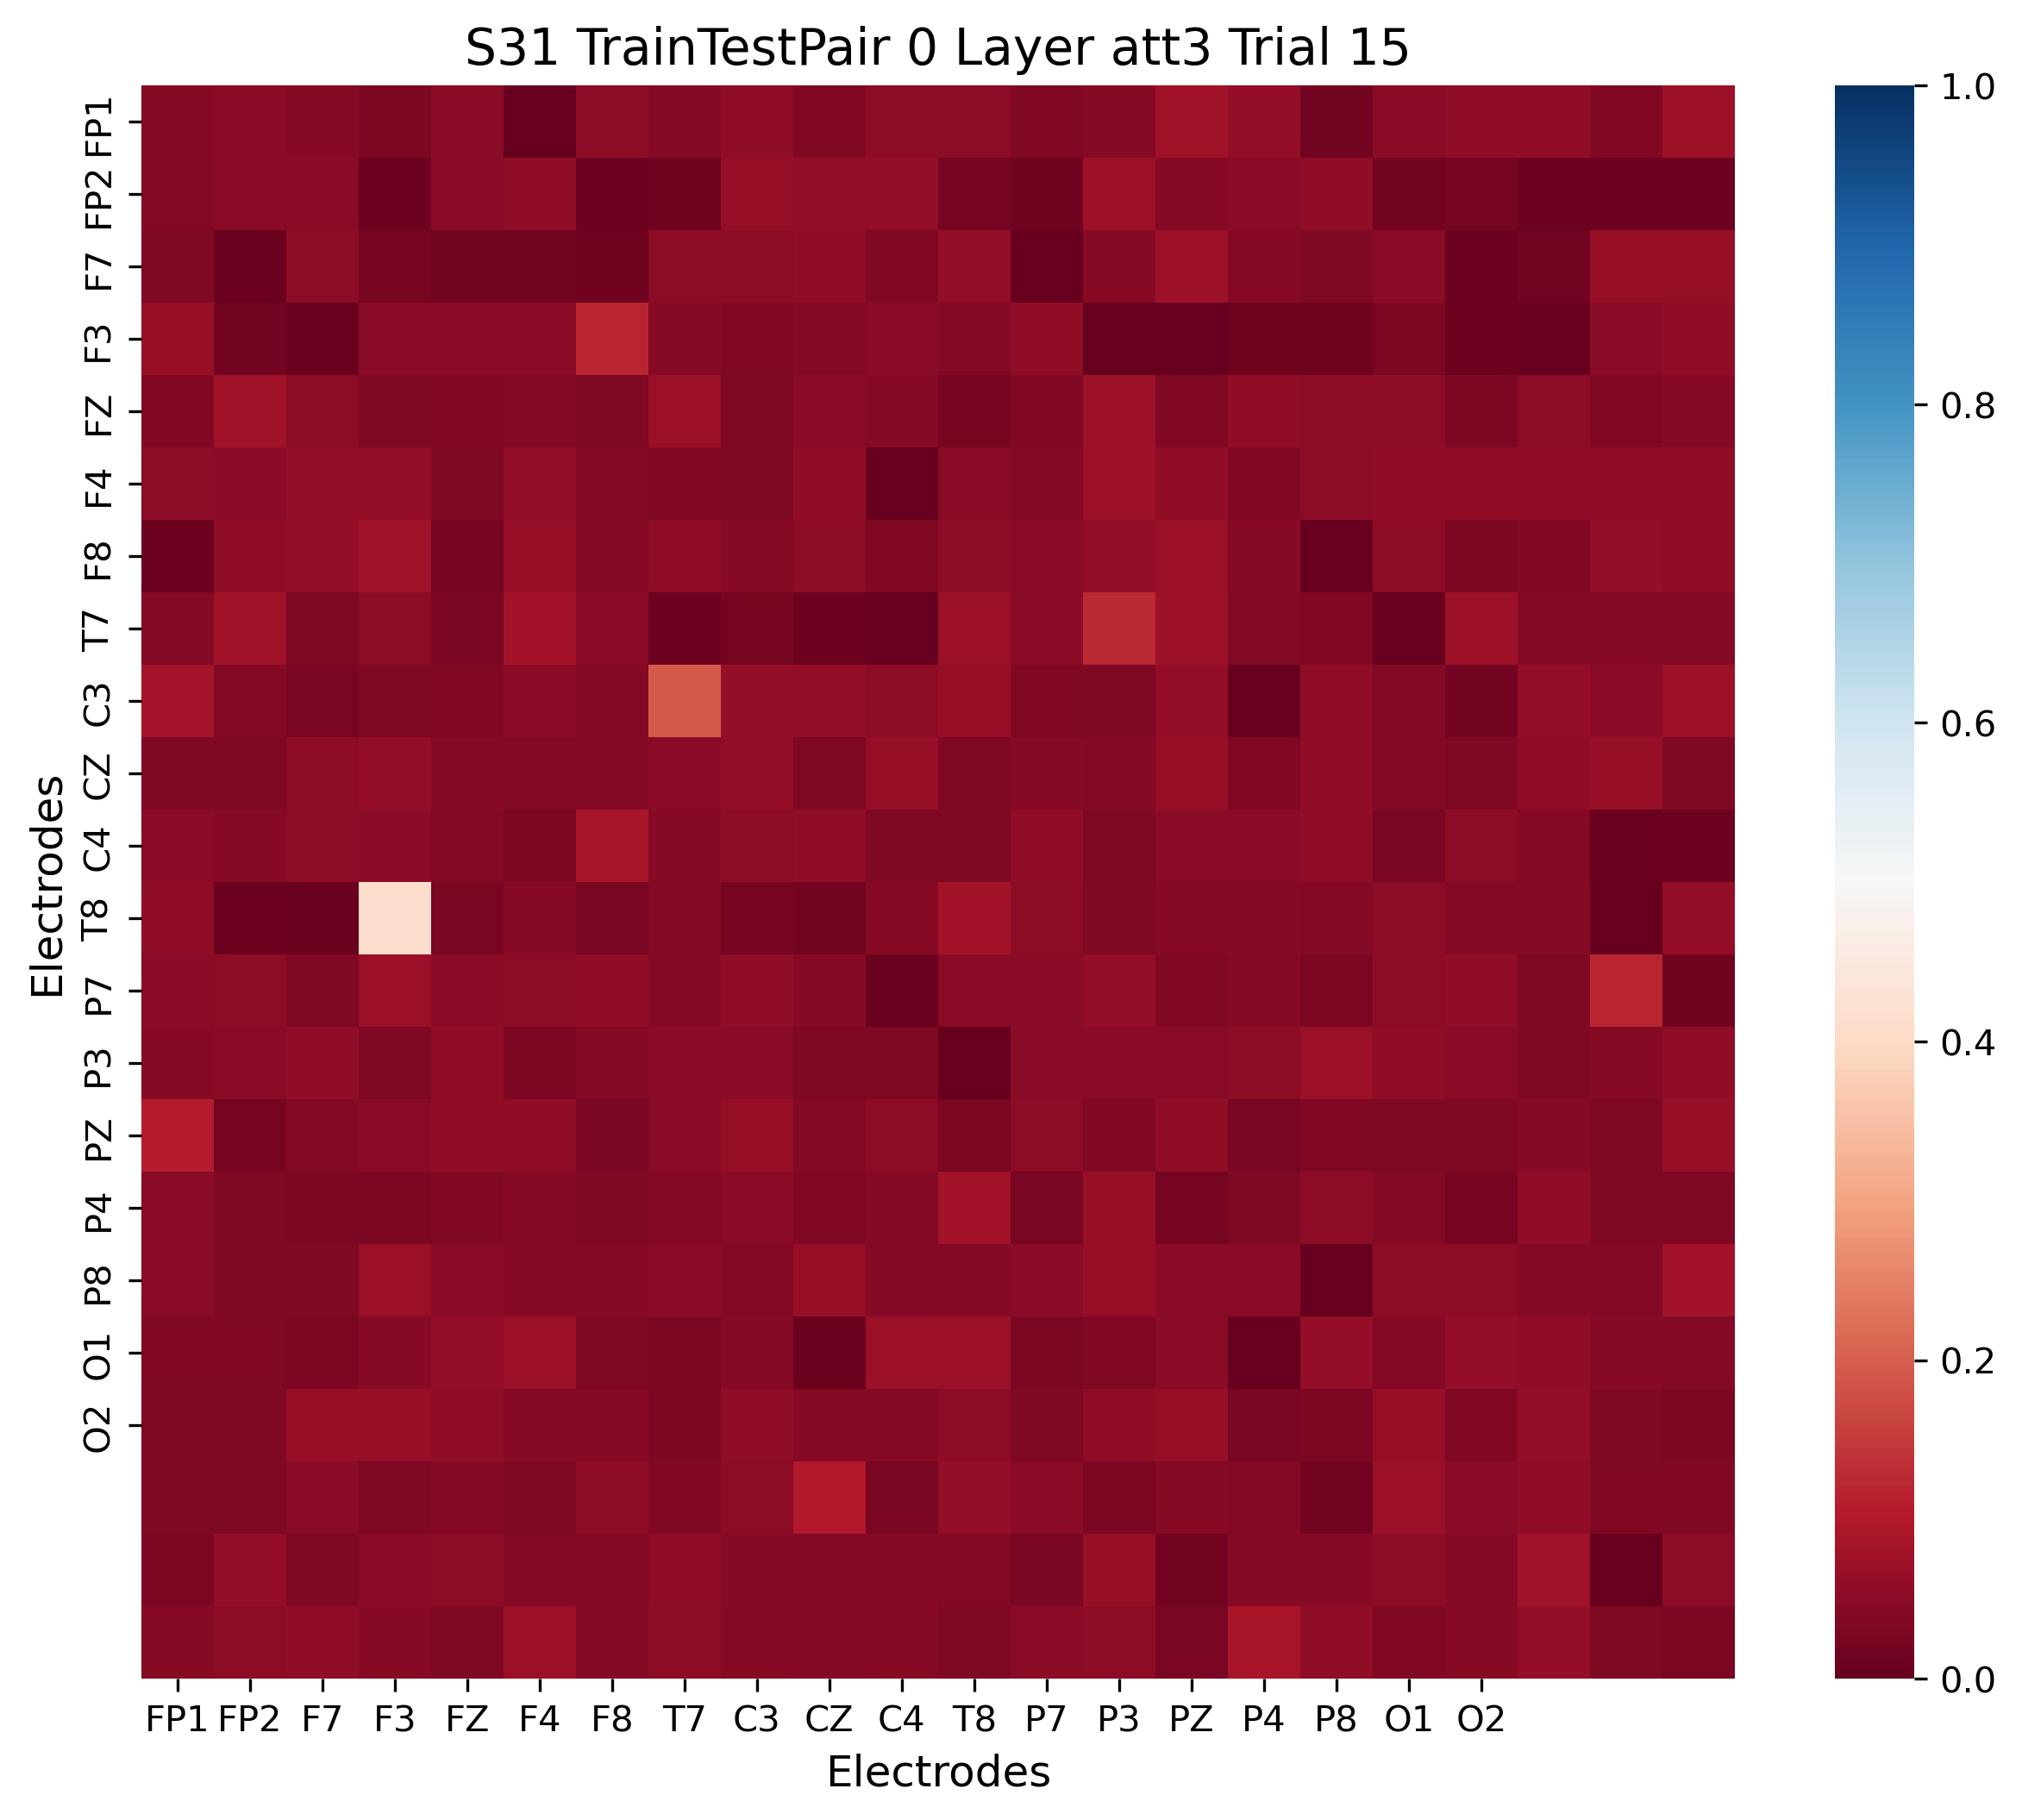 S31 TrainTestPair 0 Layer att3 Trial 15
Electrodes
FP1
FP2
F7
F3
FZ
F4
F8
T7
C3
CZ
C4
T8
P7
P3
PZ
P4
P8
O1
O2
FP1 FP2 F7 F3 FZ F4 F8 T7 C3 CZ C4 T8 P7 P3 PZ P4 P8 O1 O2
Electrodes
1.0
0.8
0.6
0.4
0.2
0.0